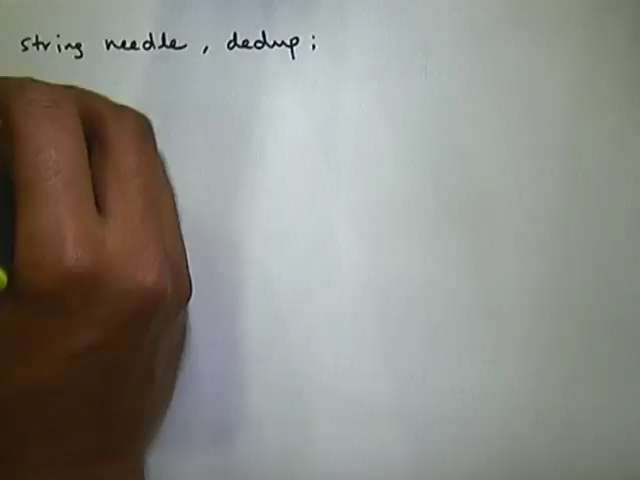 string needle , dedup ;